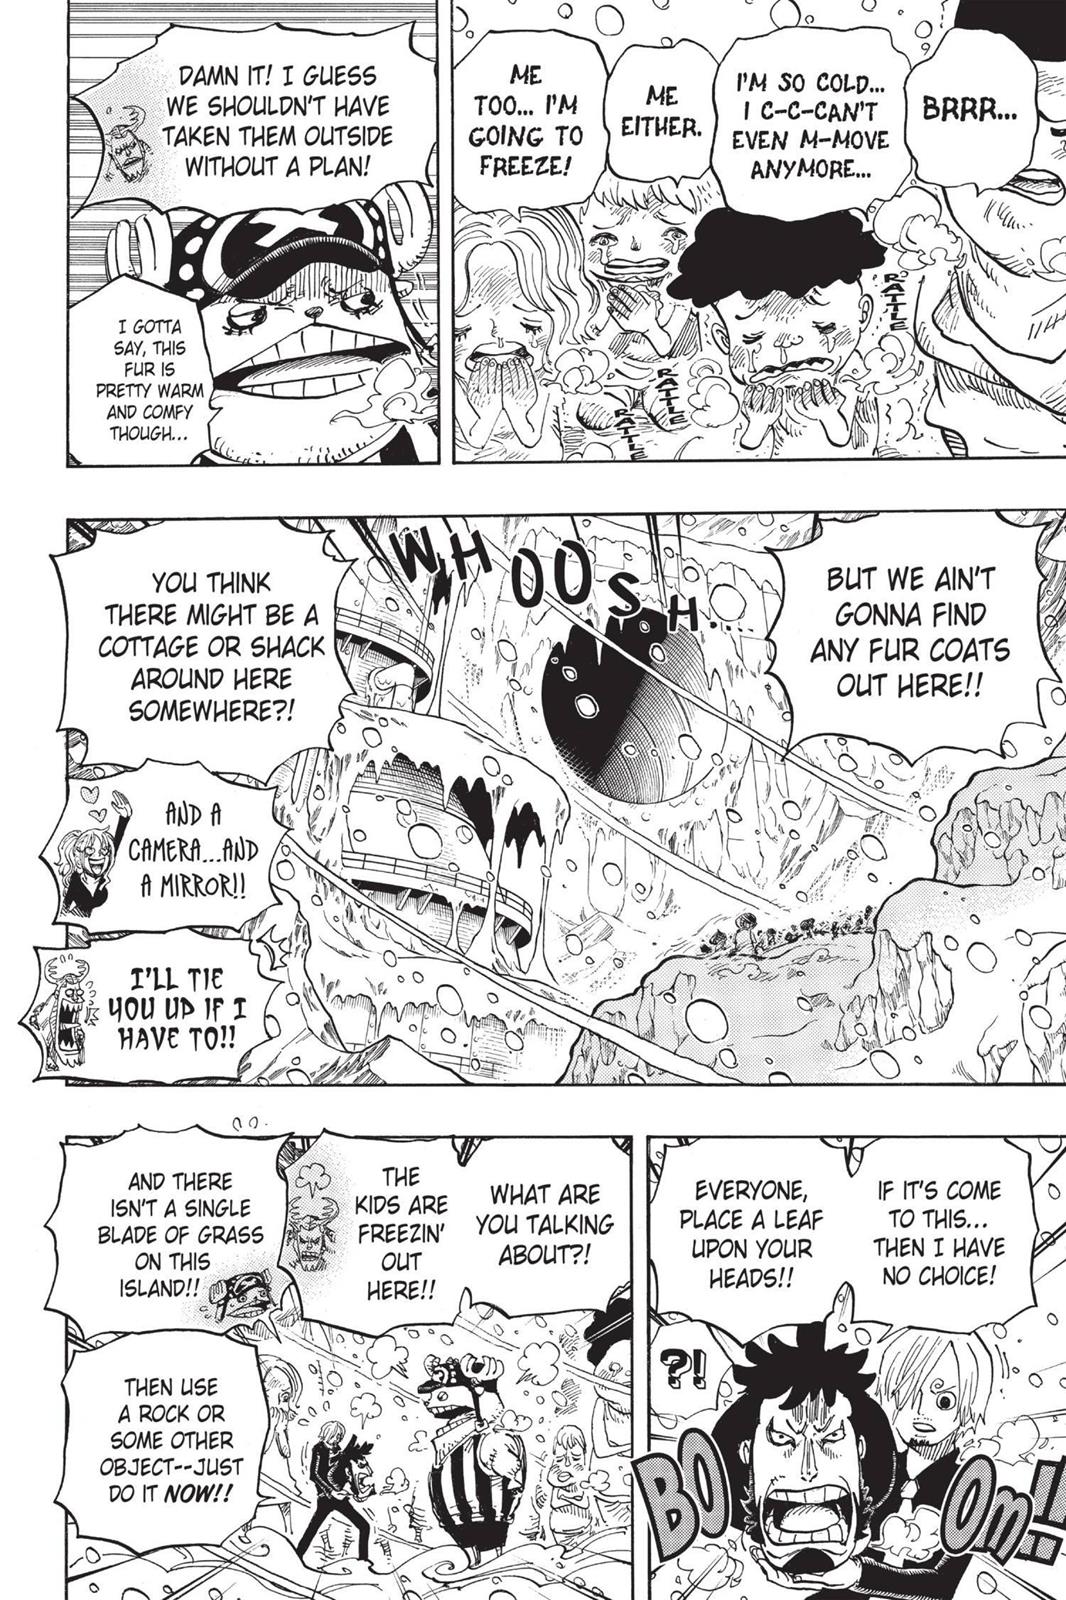 BRRR...
I'M SO COLD...
I C-C-CAN'T
EVEN M-MOVE
ANYMORE...
ME
EITHER.
ME
TOO... I'M
GOING TO
FREEZE!
RATTLE
RATTLE
RATTLE
DAMN IT! I GUESS
WE SHOULDN'T HAVE
TAKEN THEM OUTSIDE
WITHOUT A PLAN!
I GOTTA
SAY, THIS
FUR IS
PRETTY WARM
AND COMFY
THOUGH...
BUT WE AIN'T
GONNA FIND
ANY FUR COATS
OUT HERE!!
WHOOSH...
YOU THINK
THERE MIGHT BE A
COTTAGE OR SHACK
AROUND HERE
SOMEWHERE?!
AND A
CAMERA...AND
A MIRROR!!
I'LL TIE
YOU UP IF I
HAVE TO!!
IF IT'S COME
TO THIS...
THEN I HAVE
NO CHOICE!
EVERYONE,
PLACE A LEAF
UPON YOUR
HEADS!!
?!
BOOM!!
WHAT ARE
YOU TALKING
ABOUT?!
THE
KIDS ARE
FREEZIN'
OUT
HERE!!
AND THERE
ISN'T A SINGLE
BLADE OF GRASS
ON THIS
ISLAND!!
THEN USE
A ROCK OR
SOME OTHER
OBJECT--JUST
DO IT NOW!!